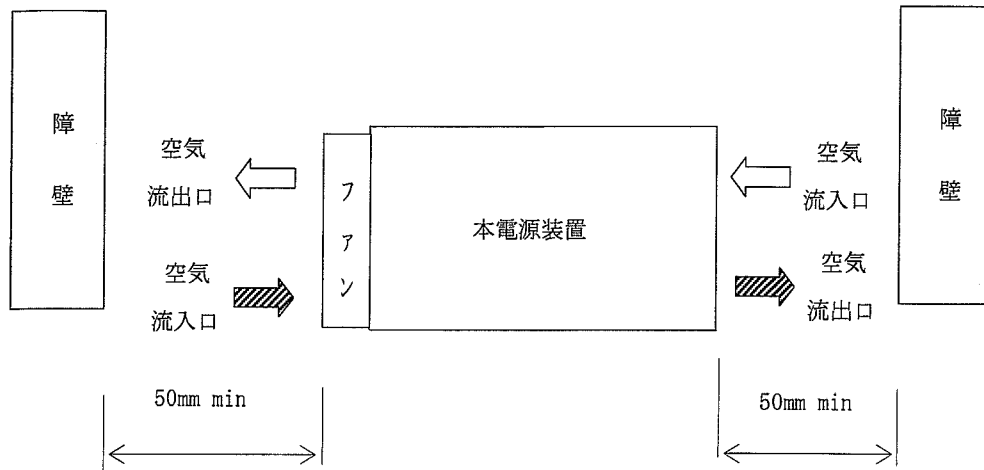 障
壁
空気
流出口
空気
流入口
ファン
本電源装置
空気
流入口
空気
流出口
障
壁
50mm min
50mm min